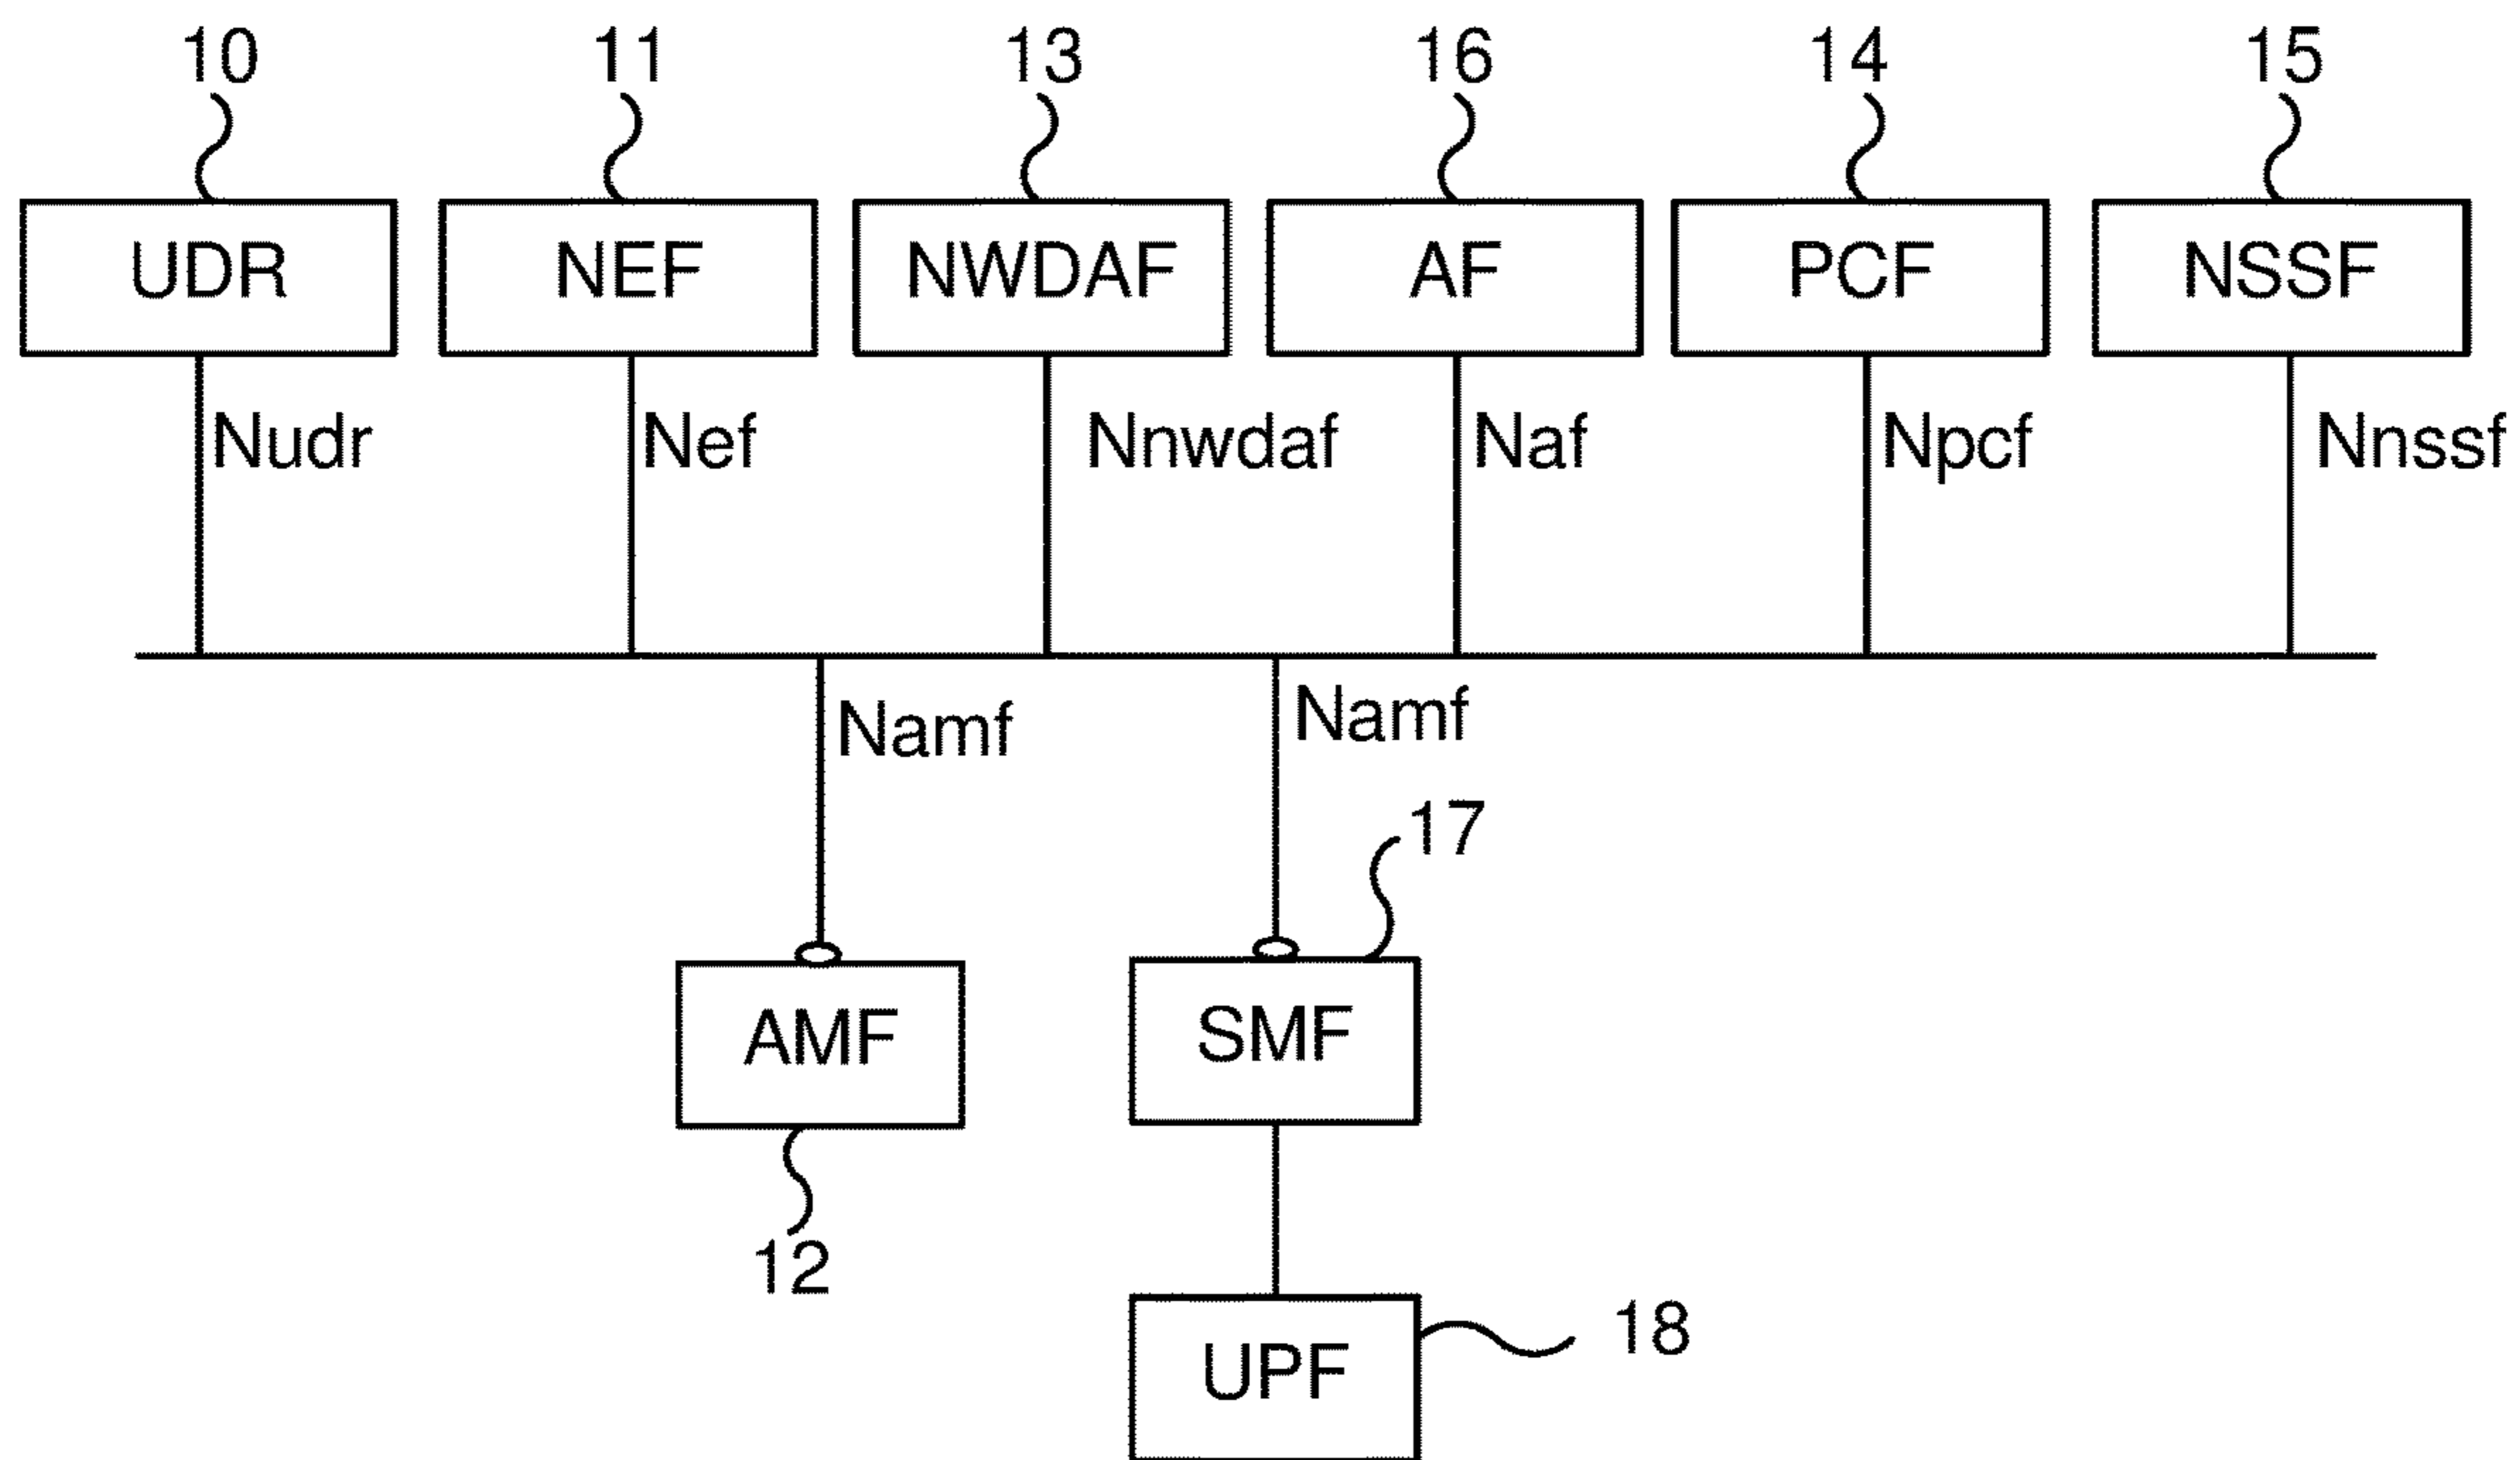 10 11 13 16 14 15
UDR NEF NWDAF AF PCF NSSF
Nudr Nef Nnwdaf Naf Npcf Nnssf
Namf Namf
17
AMF SMF
12
18
UPF